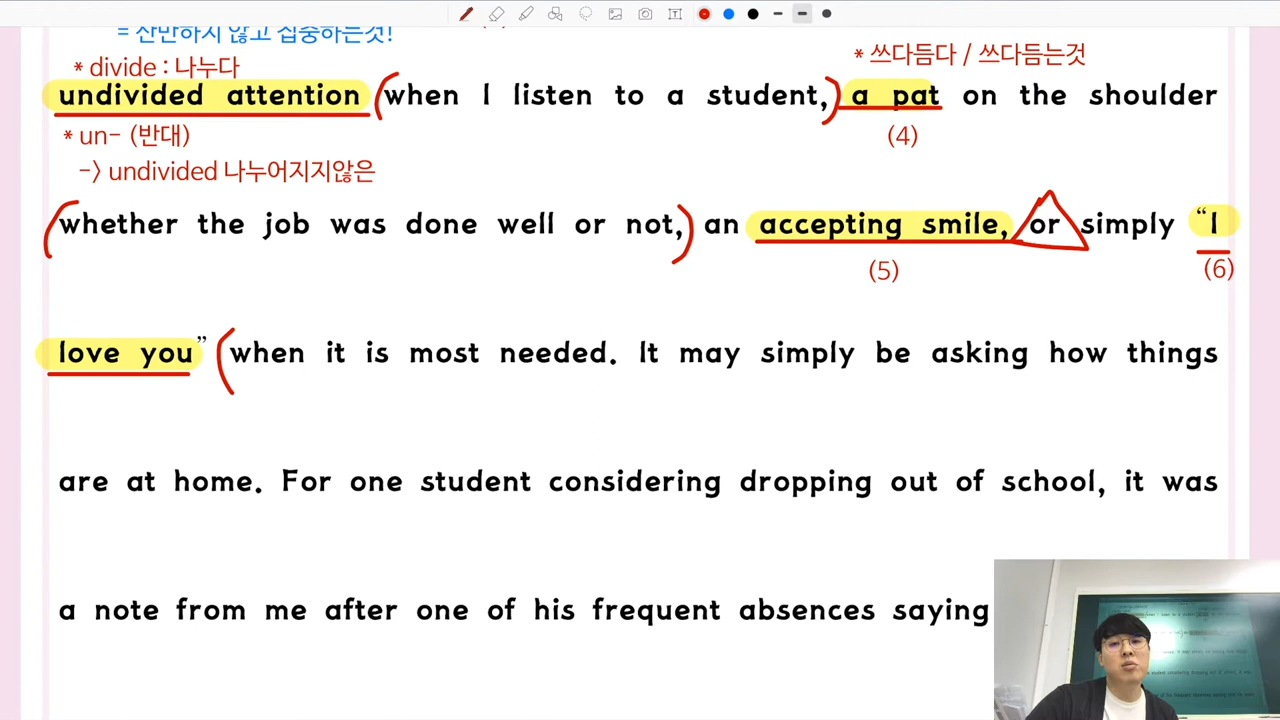 = 산만하지 않고 집중하는것!
* divide : 나누다
* 쓰다듬다 / 쓰다듬는것
undivided attention (when I listen to a student,) a pat on the shoulder
* un- (반대)
(4)
-> undivided 나누어지지않은
(whether the job was done well or not,) an accepting smile, or simply “I
(5)
(6)
love you” (when it is most needed. It may simply be asking how things
are at home. For one student considering dropping out of school, it was
a note from me after one of his frequent absences saying